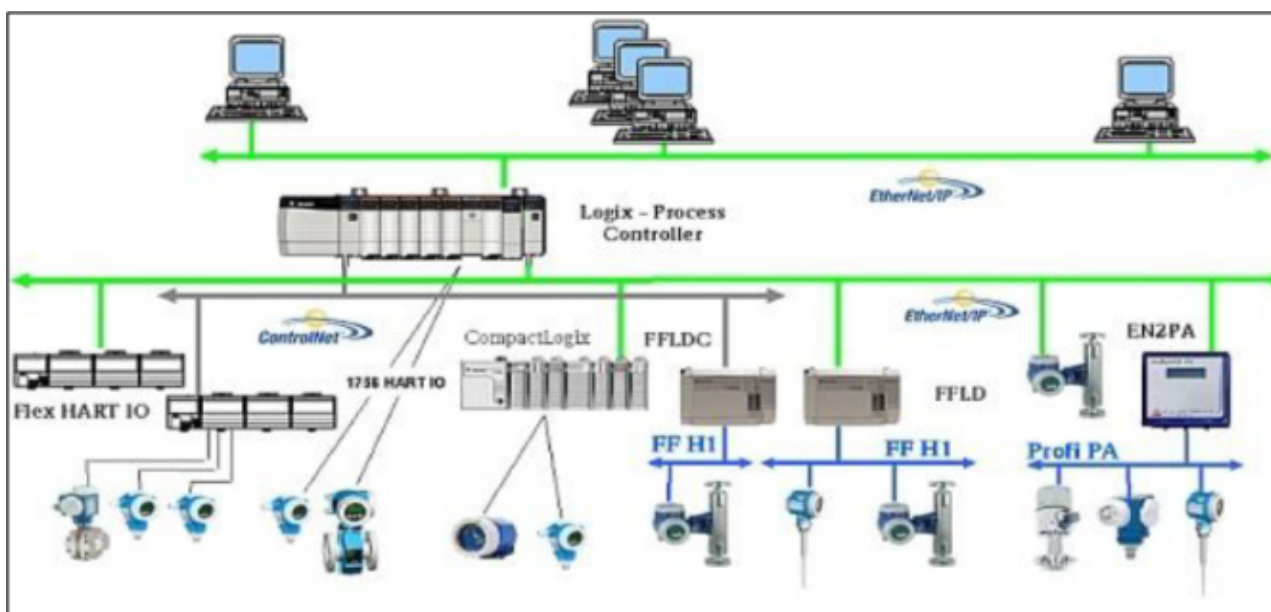 EtherNet/IP
Logix - Process
Controller
ControlNet
EtherNet/IP
EN2PA
CompactLogix
FFLDC
1756 HART IO
FFLD
Flex HART IO
FF H1
FF H1
Profi PA